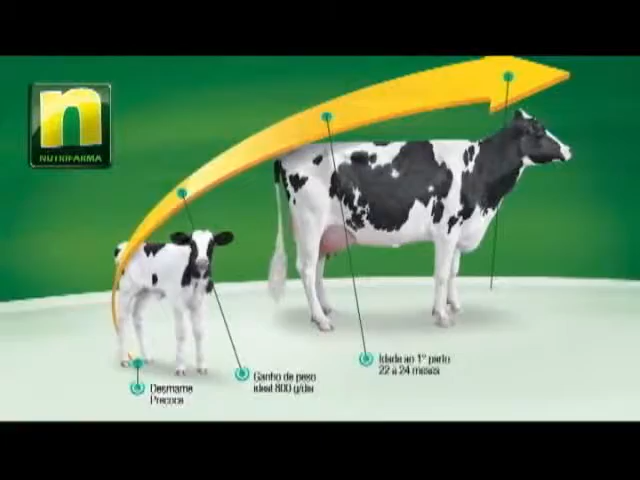 n
NUTRIFARMA
Desmame
Precoce
Ganho de peso
ideal 800 g/dia
Idade ao 1º parto
22 a 24 meses